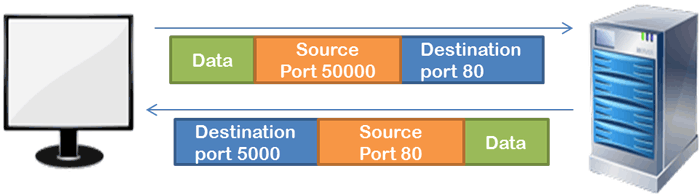 Data
Source
Port 50000
Destination
port 80
Destination
port 5000
Source
Port 80
Data